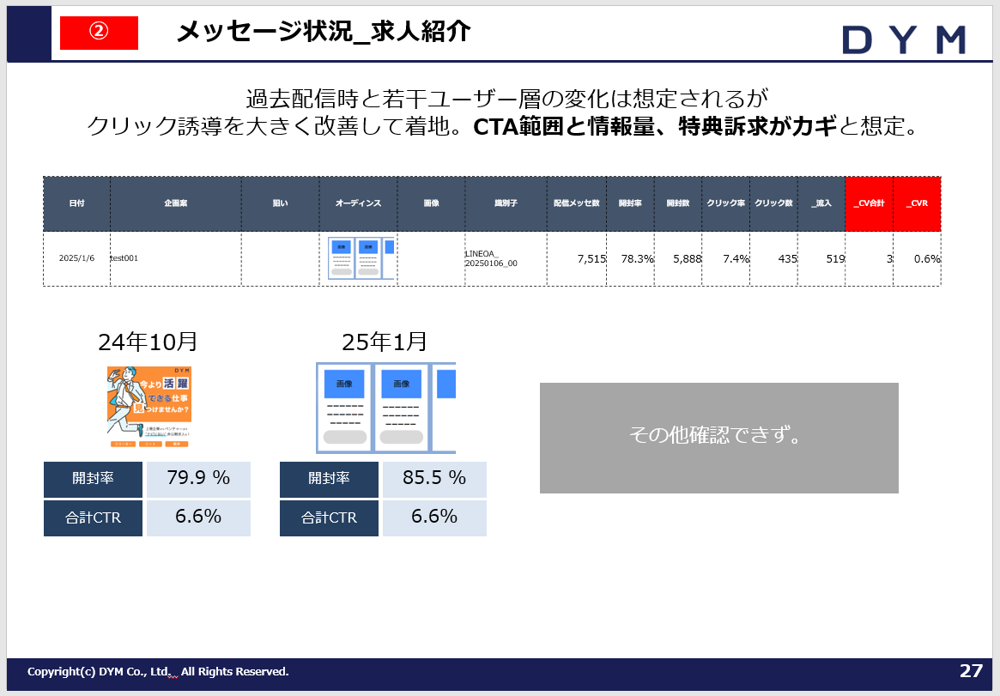 ②
メッセージ状況_求人紹介
DYM
過去配信時と若干ユーザー層の変化は想定されるが
クリック誘導を大きく改善して着地。CTA範囲と情報量、特典訴求がカギと想定。
日付 企画案 狙い オーディンス 画像 識別子 配信メッセ数 開封率 開封数 クリック率 クリック数 _流入 _CV合計 _CVR
2025/1/6 test001 画像 画像 LINEOA_ 7,515 78.3% 5,888 7.4% 435 519 3 0.6%
20250106_00
24年10月 25年1月
DYM
今より活躍
できる仕事
見つけませんか?
画像 画像
その他確認できず。
開封率 79.9 % 開封率 85.5 %
合計CTR 6.6% 合計CTR 6.6%
Copyright(c) DYM Co., Ltd._ All Rights Reserved.
27